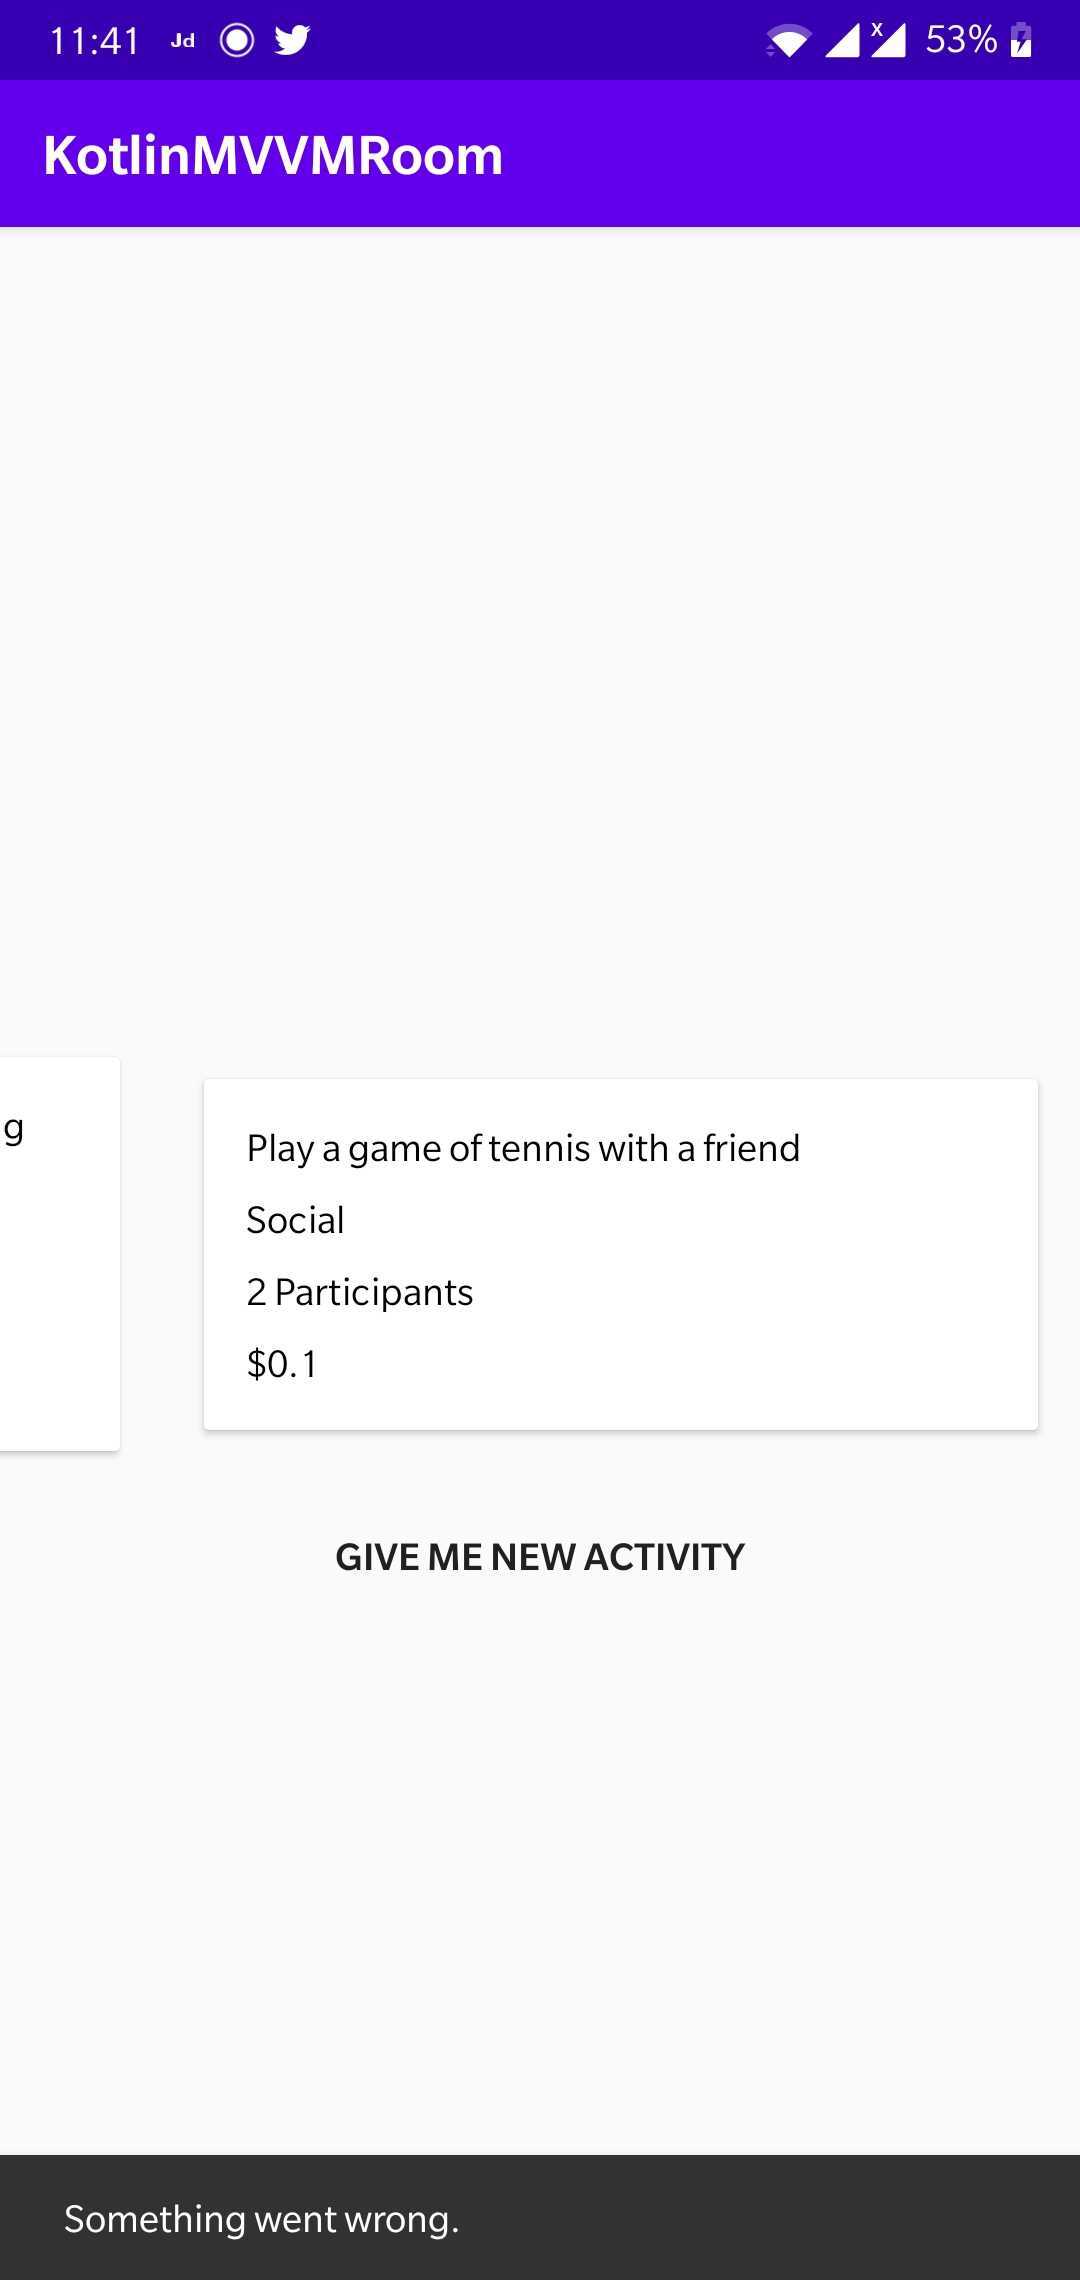 11:41 Jd x 53%
KotlinMVVMRoom
g
Play a game of tennis with a friend
Social
2 Participants
$0.1
GIVE ME NEW ACTIVITY
Something went wrong.